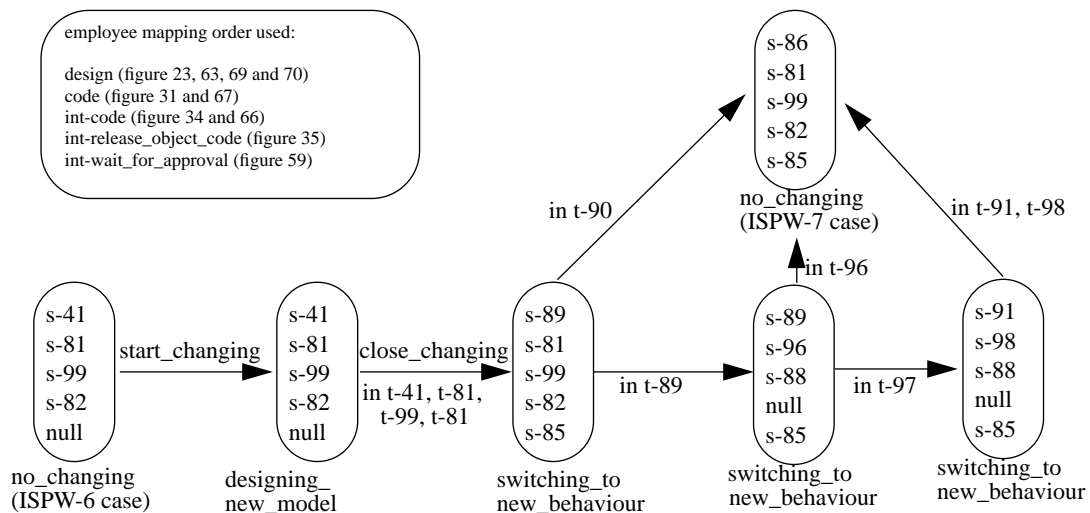 employee mapping order used:
design (figure 23, 63, 69 and 70)
code (figure 31 and 67)
int-code (figure 34 and 66)
int-release_object_code (figure 35)
int-wait_for_approval (figure 59)
s-86
s-81
s-99
s-82
s-85
no_changing
(ISPW-7 case)
in t-90
in t-91, t-98
in t-96
s-41
s-81
s-99
s-82
null
no_changing
(ISPW-6 case)
start_changing
s-41
s-81
s-99
s-82
null
designing_
new_model
close_changing
in t-41, t-81,
t-99, t-81
s-89
s-81
s-99
s-82
s-85
switching_to
new_behaviour
in t-89
s-89
s-96
s-88
null
s-85
switching_to
new_behaviour
in t-97
s-91
s-98
s-88
null
s-85
switching_to
new_behaviour